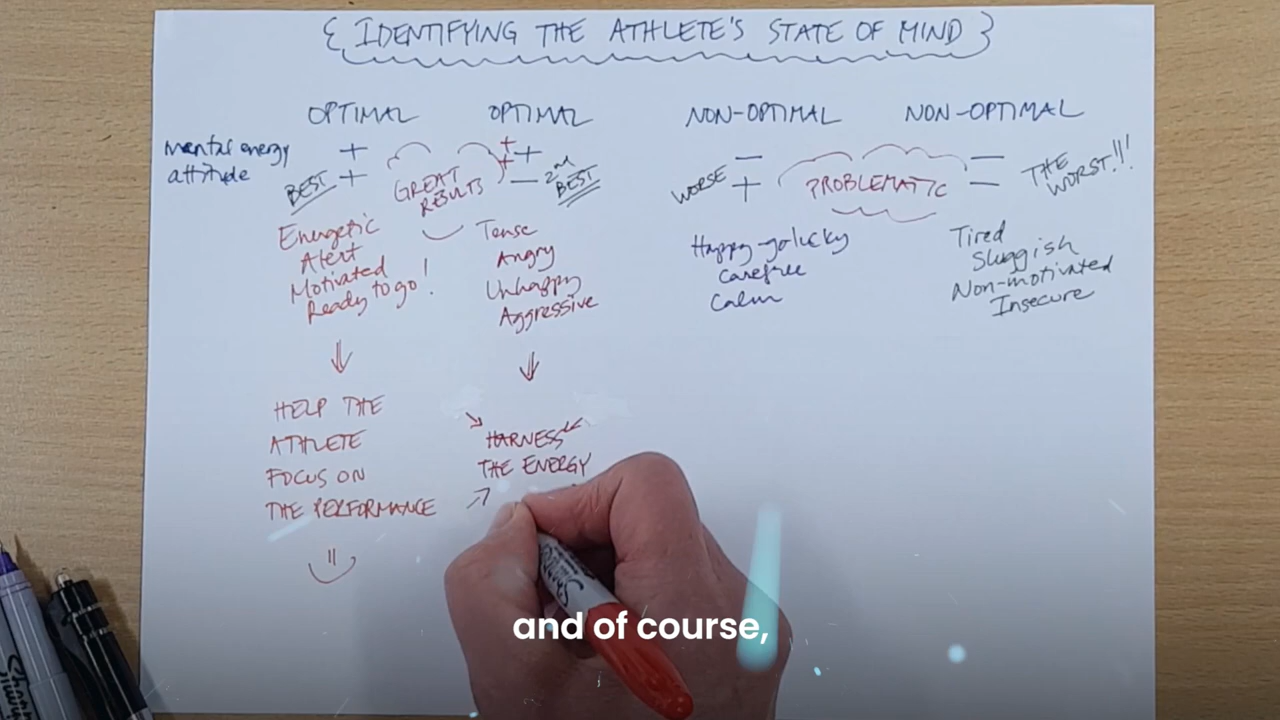 { IDENTIFYING THE ATHLETE'S STATE OF MIND }
OPTIMAL OPTIMAL NON-OPTIMAL NON-OPTIMAL
mental energy + ++ + - -
attitude + - + -
BEST
GREAT
RESULTS
2nd
BEST
WORSE
PROBLEMATIC
THE
WORST!!!
Energetic
Alert
Motivated
Ready to go!
Tense
Angry
Unhappy
Aggressive
Happy-go-lucky
Carefree
Calm
Tired
Sluggish
Non-motivated
Insecure
HELP THE
ATHLETE
FOCUS ON
THE PERFORMANCE
HARNESS
THE ENERGY
Sharpie
and of course,